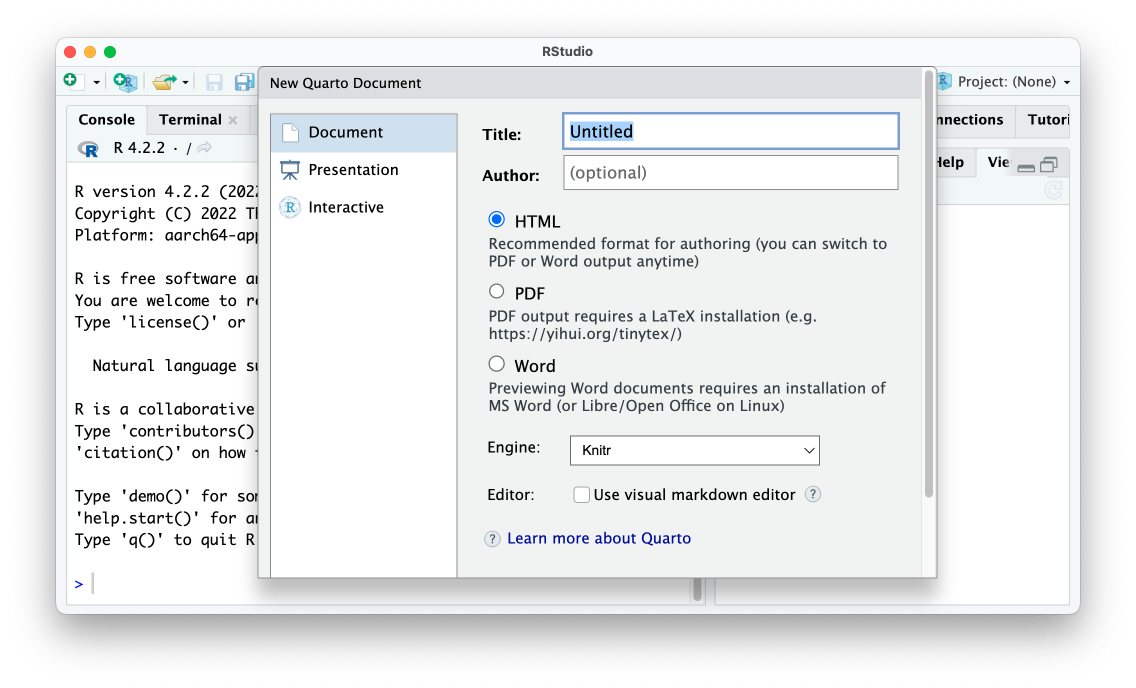 RStudio
Project: (None)
New Quarto Document
Console
Terminal
Tutori
R 4.2.2 · /
Document
Presentation
Interactive
Title:
Untitled
Author:
(optional)
HTML
Recommended format for authoring (you can switch to
PDF or Word output anytime)
PDF
PDF output requires a LaTeX installation (e.g.
https://yihui.org/tinytex/)
Word
Previewing Word documents requires an installation of
MS Word (or Libre/Open Office on Linux)
Engine:
Knitr
Editor:
Use visual markdown editor
?
? Learn more about Quarto
nnections
Help
Vie
R version 4.2.2 (2022
Copyright (C) 2022 Th
Platform: aarch64-app
R is free software an
You are welcome to re
Type 'license()' or
Natural language su
R is a collaborative
Type 'contributors()
'citation()' on how
Type 'demo()' for som
'help.start()' for an
Type 'q()' to quit R
>